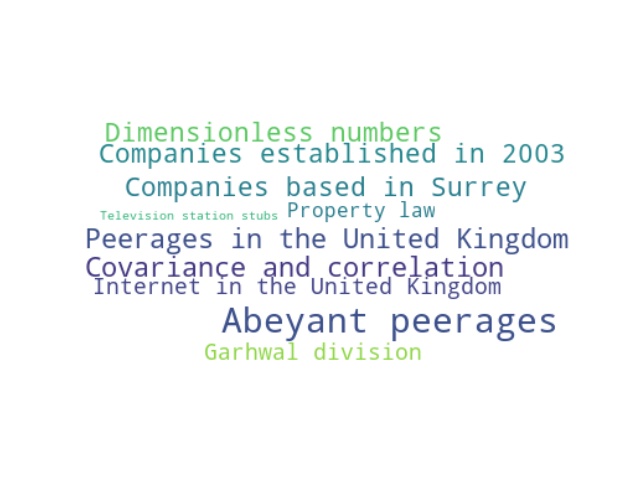 Dimensionless numbers
Companies established in 2003
Companies based in Surrey
Television station stubs Property law
Peerages in the United Kingdom
Covariance and correlation
Internet in the United Kingdom
Abeyant peerages
Garhwal division